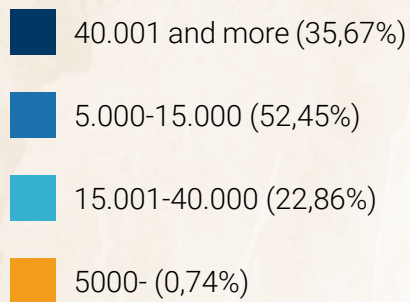 40.001 and more (35,67%)
5.000-15.000 (52,45%)
15.001-40.000 (22,86%)
5000- (0,74%)